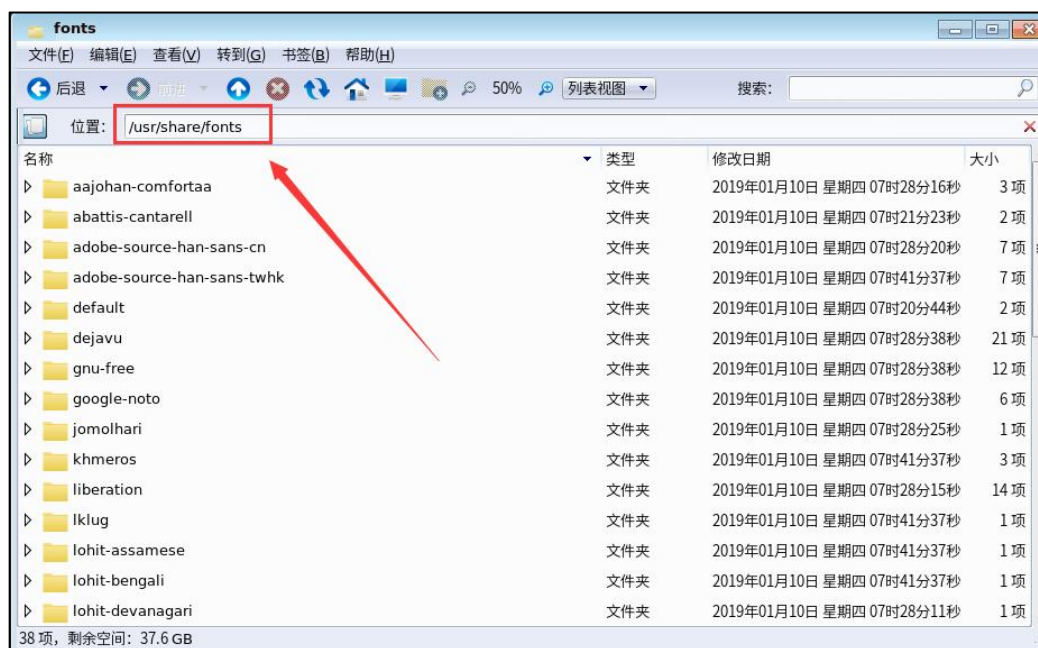 fonts
文件(F) 编辑(E) 查看(V) 转到(G) 书签(B) 帮助(H)
后退 前进 50% 列表视图 搜索：
位置： /usr/share/fonts
名称 类型 修改日期 大小
aajohan-comfortaa 文件夹 2019年01月10日 星期四 07时28分16秒 3 项
abattis-cantarell 文件夹 2019年01月10日 星期四 07时21分23秒 2 项
adobe-source-han-sans-cn 文件夹 2019年01月10日 星期四 07时28分20秒 7 项
adobe-source-han-sans-twhk 文件夹 2019年01月10日 星期四 07时41分37秒 7 项
default 文件夹 2019年01月10日 星期四 07时20分44秒 2 项
dejavu 文件夹 2019年01月10日 星期四 07时28分38秒 21 项
gnu-free 文件夹 2019年01月10日 星期四 07时28分38秒 12 项
google-noto 文件夹 2019年01月10日 星期四 07时28分38秒 6 项
jomolhari 文件夹 2019年01月10日 星期四 07时28分25秒 1 项
khmeros 文件夹 2019年01月10日 星期四 07时41分37秒 3 项
liberation 文件夹 2019年01月10日 星期四 07时28分15秒 14 项
lklug 文件夹 2019年01月10日 星期四 07时41分37秒 1 项
lohit-assamese 文件夹 2019年01月10日 星期四 07时41分37秒 1 项
lohit-bengali 文件夹 2019年01月10日 星期四 07时41分37秒 1 项
lohit-devanagari 文件夹 2019年01月10日 星期四 07时28分11秒 1 项
38 项，剩余空间：37.6 GB